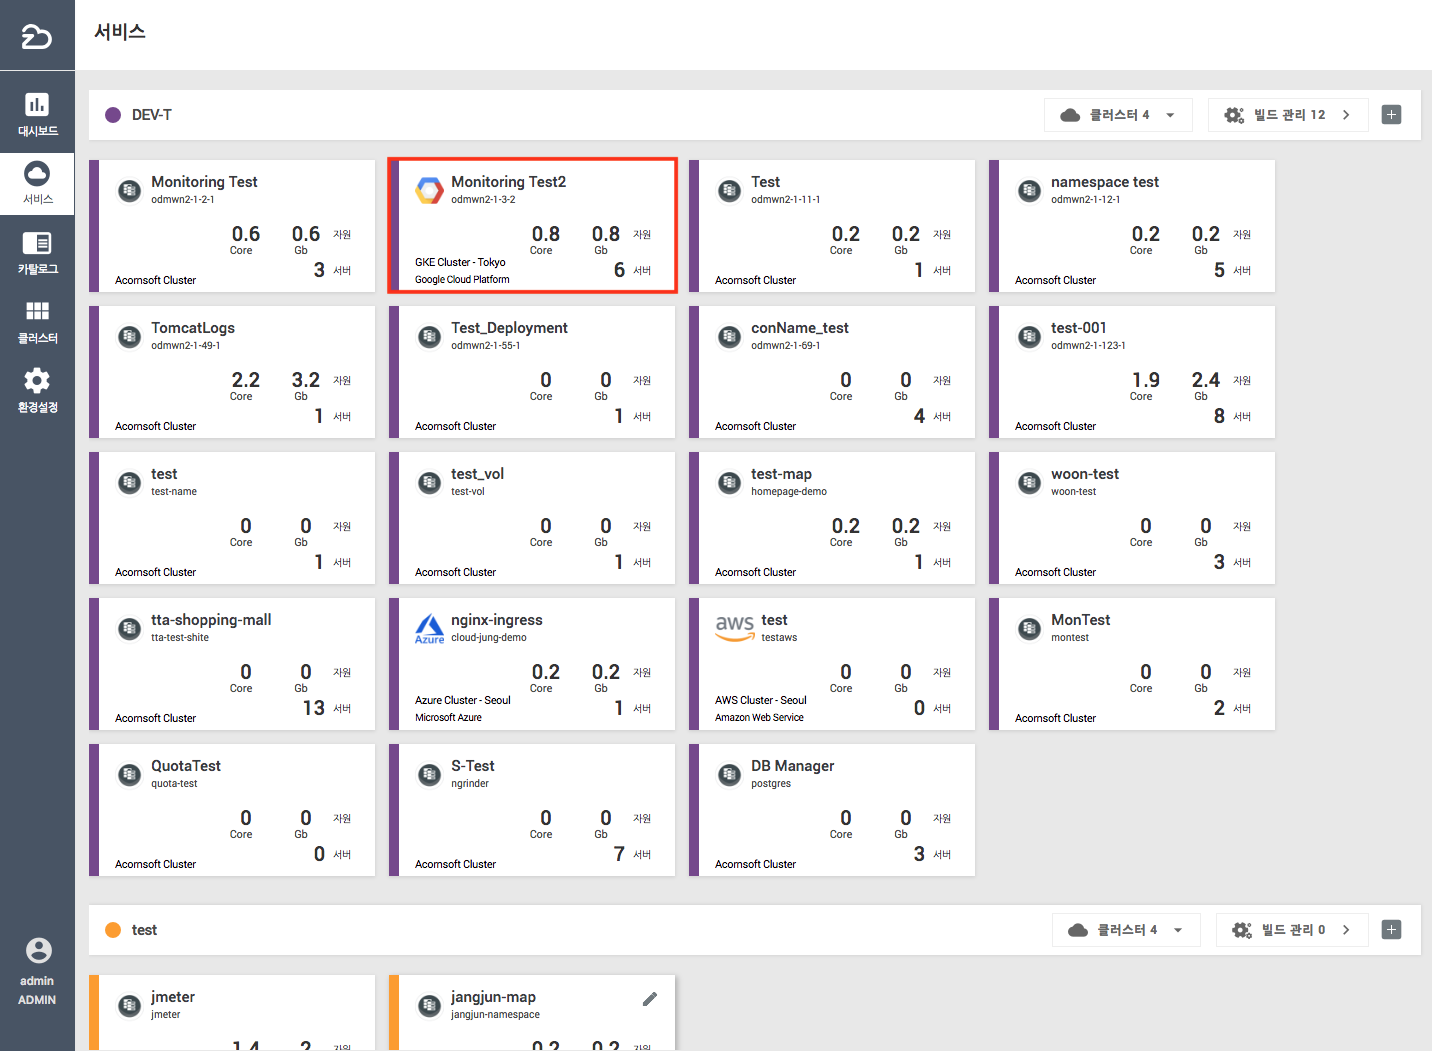 서비스
대시보드
서비스
카탈로그
클러스터
환경설정
admin
ADMIN
DEV-T
클러스터 4
빌드 관리 12
Monitoring Test
odmwn2-1-2-1
0.6 0.6 자원
Core Gb
3 서버
Acornsoft Cluster
Monitoring Test2
odmwn2-1-3-2
0.8 0.8 자원
Core Gb
GKE Cluster - Tokyo
6 서버
Google Cloud Platform
Test
odmwn2-1-11-1
0.2 0.2 자원
Core Gb
1 서버
Acornsoft Cluster
namespace test
odmwn2-1-12-1
0.2 0.2 자원
Core Gb
5 서버
Acornsoft Cluster
TomcatLogs
odmwn2-1-49-1
2.2 3.2 자원
Core Gb
1 서버
Acornsoft Cluster
Test_Deployment
odmwn2-1-55-1
0 0 자원
Core Gb
1 서버
Acornsoft Cluster
conName_test
odmwn2-1-69-1
0 0 자원
Core Gb
4 서버
Acornsoft Cluster
test-001
odmwn2-1-123-1
1.9 2.4 자원
Core Gb
8 서버
Acornsoft Cluster
test
test-name
0 0 자원
Core Gb
1 서버
Acornsoft Cluster
test_vol
test-vol
0 0 자원
Core Gb
1 서버
Acornsoft Cluster
test-map
homepage-demo
0.2 0.2 자원
Core Gb
1 서버
Acornsoft Cluster
woon-test
woon-test
0 0 자원
Core Gb
3 서버
Acornsoft Cluster
tta-shopping-mall
tta-test-shite
0 0 자원
Core Gb
13 서버
Acornsoft Cluster
Azure
nginx-ingress
cloud-jung-demo
0.2 0.2 자원
Core Gb
Azure Cluster - Seoul
1 서버
Microsoft Azure
aws
test
testaws
0 0 자원
Core Gb
AWS Cluster - Seoul
0 서버
Amazon Web Service
MonTest
montest
0 0 자원
Core Gb
2 서버
Acornsoft Cluster
QuotaTest
quota-test
0 0 자원
Core Gb
0 서버
Acornsoft Cluster
S-Test
ngrinder
0 0 자원
Core Gb
7 서버
Acornsoft Cluster
DB Manager
postgres
0 0 자원
Core Gb
3 서버
Acornsoft Cluster
test
클러스터 4
빌드 관리 0
jmeter
jmeter
1.4 2 자원
jangjun-map
jangjun-namespace
0.2 0.2 자원